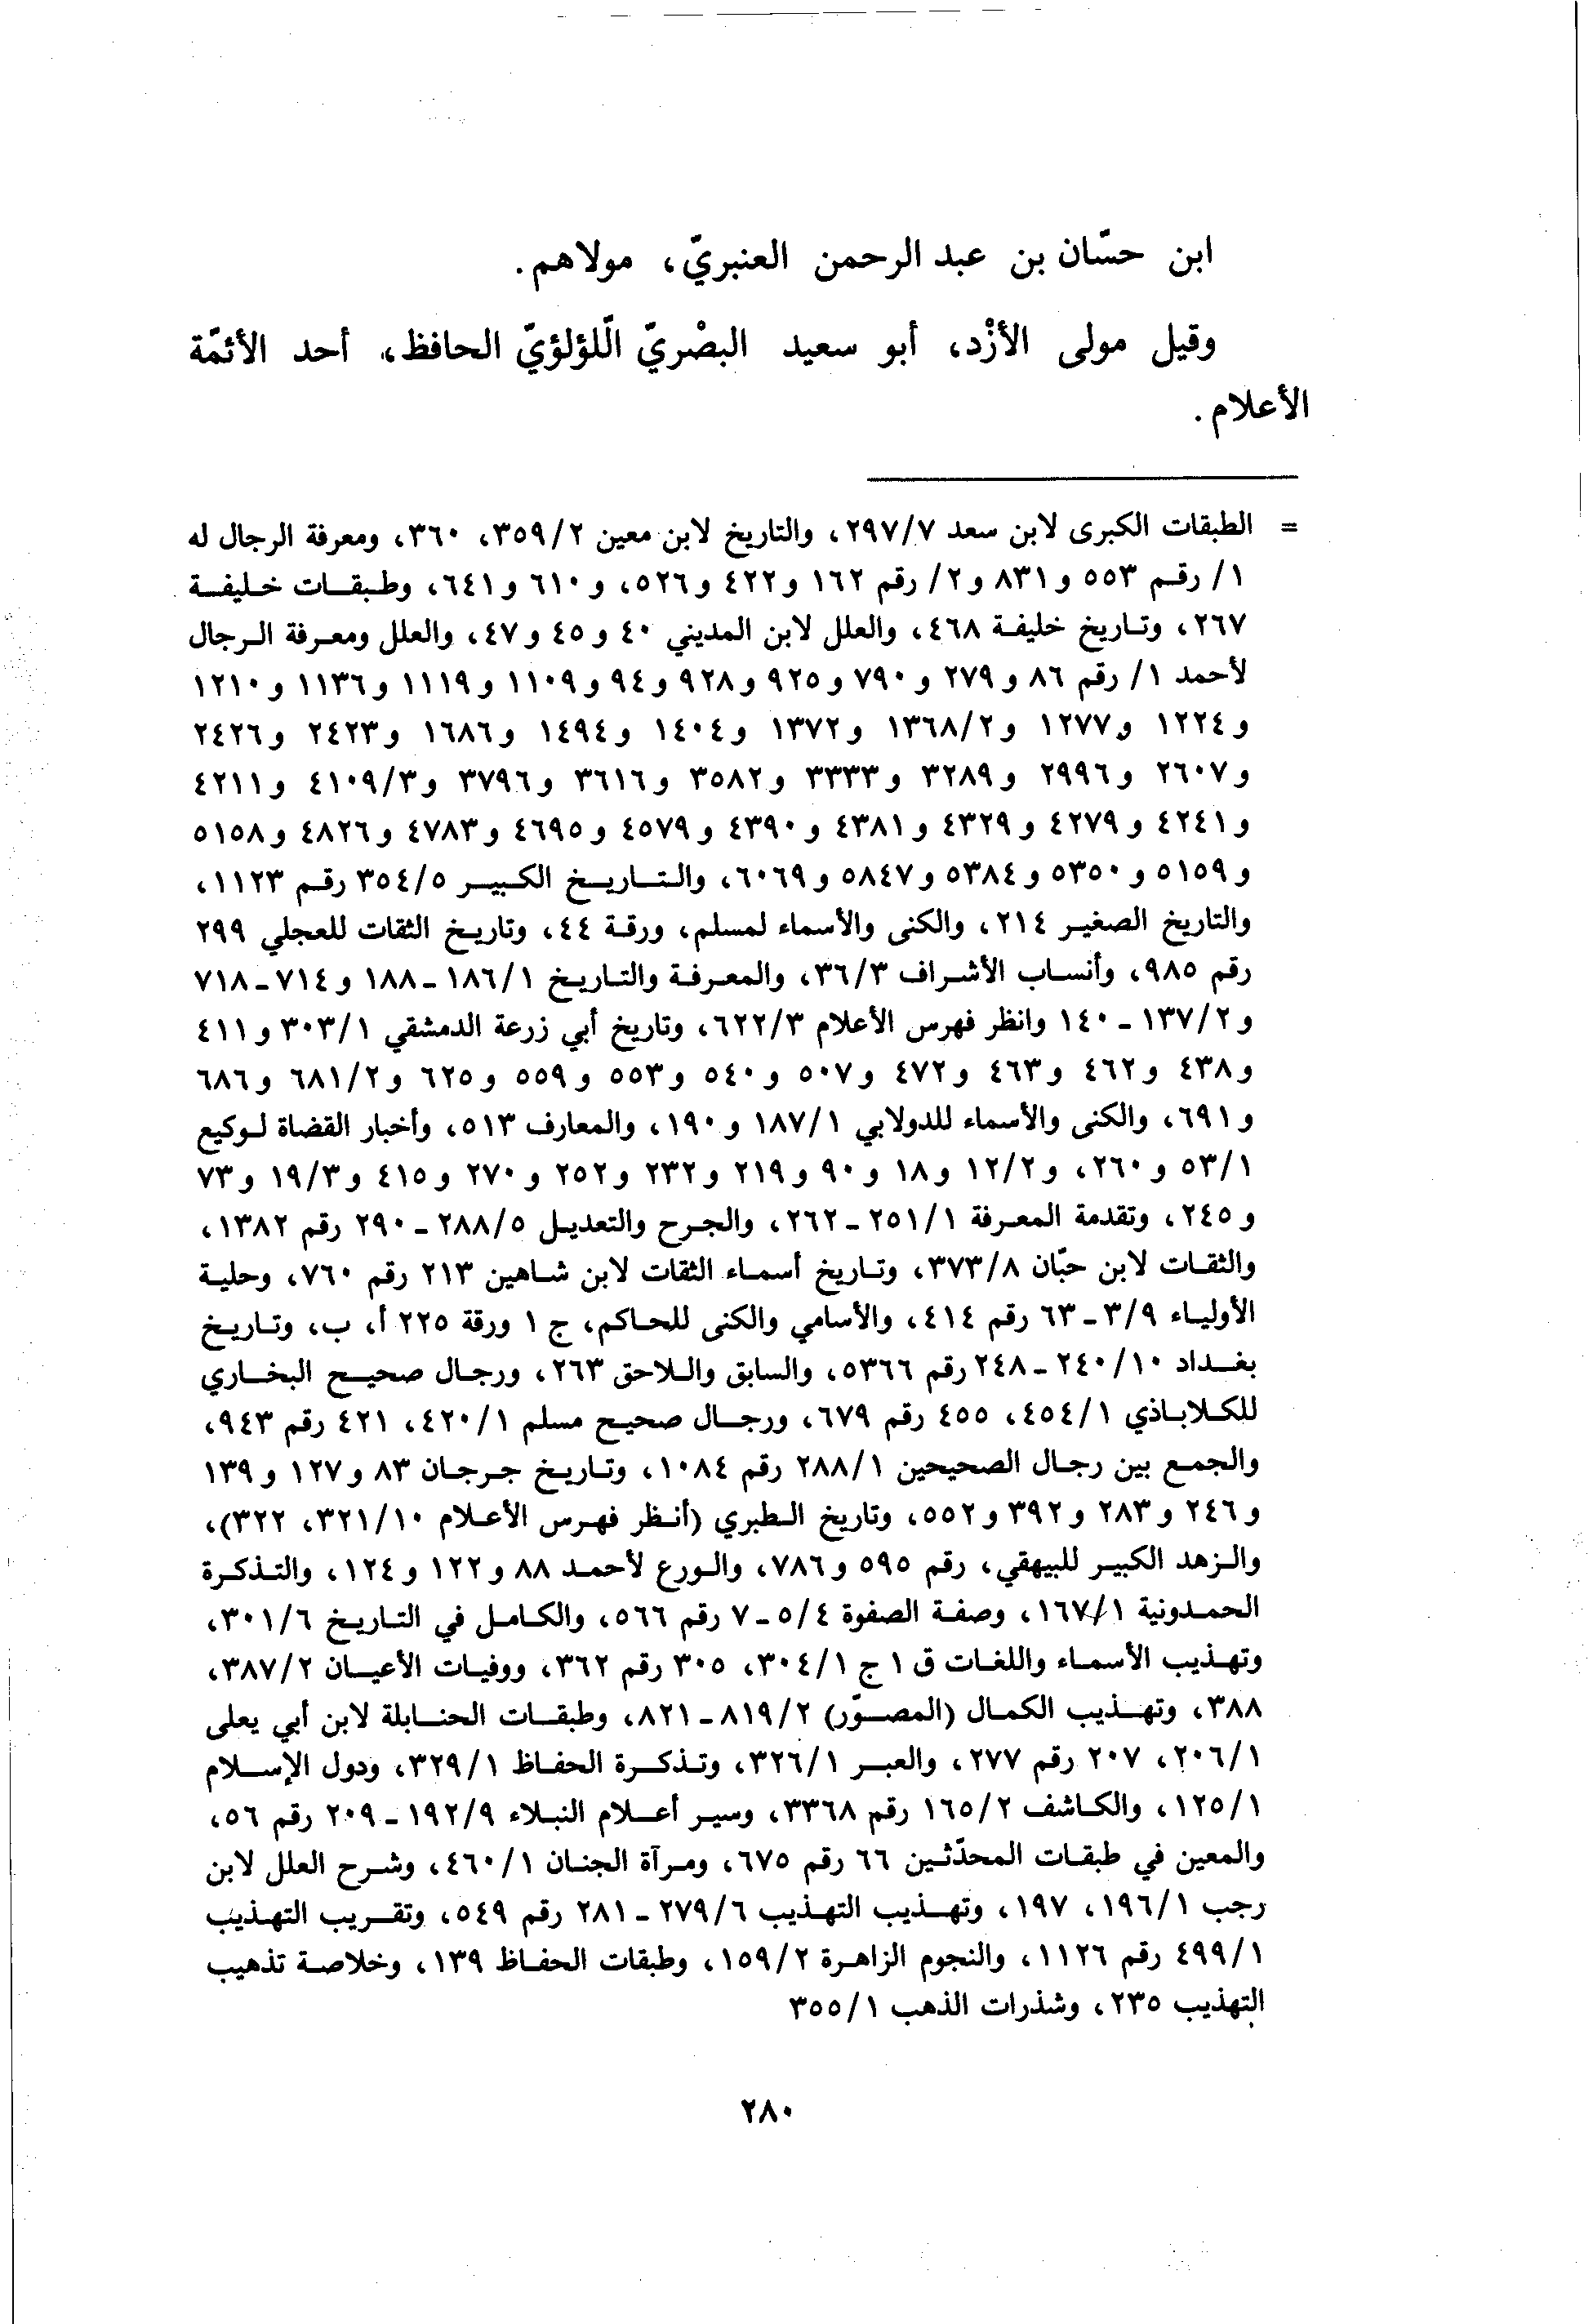 ابن حسّان بن عبد الرحمن العنبريّ، مولاهم.
وقيل مولى الأزْد، أبو سعيد البصْريّ اللّؤلؤيّ الحافظ، أحد الأئمّة
الأعلام.
= الطبقات الكبرى لابن سعد ٢٩٧/٧، والتاريخ لابن معين ٣٥٩/٢، ٣٦٠، ومعرفة الرجال له
١/ رقم ٥٥٣ و٨٣١ و٢/ رقم ١٦٢ و٤٢٢ و٥٢٦، و٦١٠ و٦٤١، وطبقات خليفة
٢٦٧، وتاريخ خليفة ٤٦٨، والعلل لابن المديني ٤٠ و٤٥ و٤٧، والعلل ومعرفة الرجال
لأحمد ١/ رقم ٨٦ و٢٧٩ و٧٩٠ و٩٢٥ و٩٢٨ و٩٤ و١١٠٩ و١١١٩ و١١٣٦ و١٢١٠
و١٢٢٤ و١٢٧٧ و١٣٦٨/٢ و١٣٧٢ و١٤٠٤ و١٤٩٤ و١٦٨٦ و٢٤٢٣ و٢٤٢٦
و٢٦٠٧ و٢٩٩٦ و٣٢٨٩ و٣٣٣٣ و٣٥٨٢ و٣٦١٦ و٣٧٩٦ و٤١٠٩/٣ و٤٢١١
و٤٢٤١ و٤٢٧٩ و٤٣٢٩ و٤٣٨١ و٤٣٩٠ و٤٥٧٩ و٤٦٩٥ و٤٧٨٣ و٤٨٢٦ و٥١٥٨
و٥١٥٩ و٥٣٥٠ و٥٣٨٤ و٥٨٤٧ و٦٠٦٩، والتاريخ الكبير ٣٥٤/٥ رقم ١١٢٣،
والتاريخ الصغير ٢١٤، والكنى والأسماء لمسلم، ورقة ٤٤، وتاريخ الثقات للعجلي ٢٩٩
رقم ٩٨٥، وأنساب الأشراف ٣٦/٣، والمعرفة والتاريخ ١٨٦/١ - ١٨٨ و٧١٤ - ٧١٨
و١٣٧/٢ - ١٤٠ وانظر فهرس الأعلام ٦٢٢/٣، وتاريخ أبي زرعة الدمشقي ٣٠٣/١ و٤١١
و٤٣٨ و٤٦٢ و٤٦٣ و٤٧٢ و٥٠٧ و٥٤٠ و٥٥٣ و٥٥٩ و٦٢٥ و٦٨١/٢ و٦٨٦
و٦٩١، والكنى والأسماء للدولابي ١٨٧/١ و١٩٠، والمعارف ٥١٣، وأخبار القضاة لوكيع
٥٣/١ و٢٦٠، و١٢/٢ و١٨ و٩٠ و٢١٩ و٢٣٢ و٢٥٢ و٢٧٠ و٤١٥ و١٩/٣ و٧٣
و٢٤٥، وتقدمة المعرفة ٢٥١/١ - ٢٦٢، والجرح والتعديل ٢٨٨/٥ - ٢٩٠ رقم ١٣٨٢،
والثقات لابن حبّان ٣٧٣/٨، وتاريخ أسماء الثقات لابن شاهين ٢١٣ رقم ٧٦٠، وحلية
الأولياء ٣/٩ - ٦٣ رقم ٤١٤، والأسامي والكنى للحاكم، ج ١ ورقة ٢٢٥ أ، ب، وتاريخ
بغداد ٢٤٠/١٠ - ٢٤٨ رقم ٥٣٦٦، والسابق واللاحق ٢٦٣، ورجال صحيح البخاري
للكلاباذي ٤٥٤/١، ٤٥٥ رقم ٦٧٩، ورجال صحيح مسلم ٤٢٠/١، ٤٢١ رقم ٩٤٣،
والجمع بين رجال الصحيحين ٢٨٨/١ رقم ١٠٨٤، وتاريخ جرجان ٨٣ و١٢٧ و١٣٩
و٢٤٦ و٢٨٣ و٣٩٢ و٥٥٢، وتاريخ الطبري (أنظر فهرس الأعلام ٣٢١/١٠، ٣٢٢)،
والزهد الكبير للبيهقي، رقم ٥٩٥ و٧٨٦، والورع لأحمد ٨٨ و١٢٢ و١٢٤، والتذكرة
الحمدونية ١٦٧/١، وصفة الصفوة ٥/٤ - ٧ رقم ٥٦٦، والكامل في التاريخ ٣٠١/٦،
وتهذيب الأسماء واللغات ق ١ ج ٣٠٤/١، ٣٠٥ رقم ٣٦٢، ووفيات الأعيان ٣٨٧/٢،
٣٨٨، وتهذيب الكمال (المصوّر) ٨١٩/٢ - ٨٢١، وطبقات الحنابلة لابن أبي يعلى
٢٠٦/١، ٢٠٧ رقم ٢٧٧، والعبر ٣٢٦/١، وتذكرة الحفاظ ٣٢٩/١، ودول الإسلام
١٢٥/١، والكاشف ١٦٥/٢ رقم ٣٣٦٨، وسير أعلام النبلاء ١٩٢/٩ - ٢٠٩ رقم ٥٦،
والمعين في طبقات المحدّثين ٦٦ رقم ٦٧٥، ومرآة الجنان ٤٦٠/١، وشرح العلل لابن
رجب ١٩٦/١، ١٩٧، وتهذيب التهذيب ٢٧٩/٦ - ٢٨١ رقم ٥٤٩، وتقريب التهذيب
٤٩٩/١ رقم ١١٢٦، والنجوم الزاهرة ١٥٩/٢، وطبقات الحفاظ ١٣٩، وخلاصة تذهيب
التهذيب ٢٣٥، وشذرات الذهب ٣٥٥/١
٢٨٠